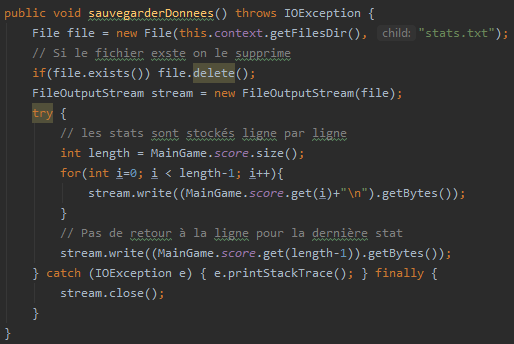 public void sauvegarderDonnees() throws IOException {
File file = new File(this.context.getFilesDir(), child: "stats.txt");
// Si le fichier exste on le supprime
if(file.exists()) file.delete();
FileOutputStream stream = new FileOutputStream(file);
try {
// les stats sont stockés ligne par ligne
int length = MainGame.score.size();
for(int i=0; i < length-1; i++){
stream.write((MainGame.score.get(i)+"\n").getBytes());
}
// Pas de retour à la ligne pour la dernière stat
stream.write((MainGame.score.get(length-1)).getBytes());
} catch (IOException e) { e.printStackTrace(); } finally {
stream.close();
}
}